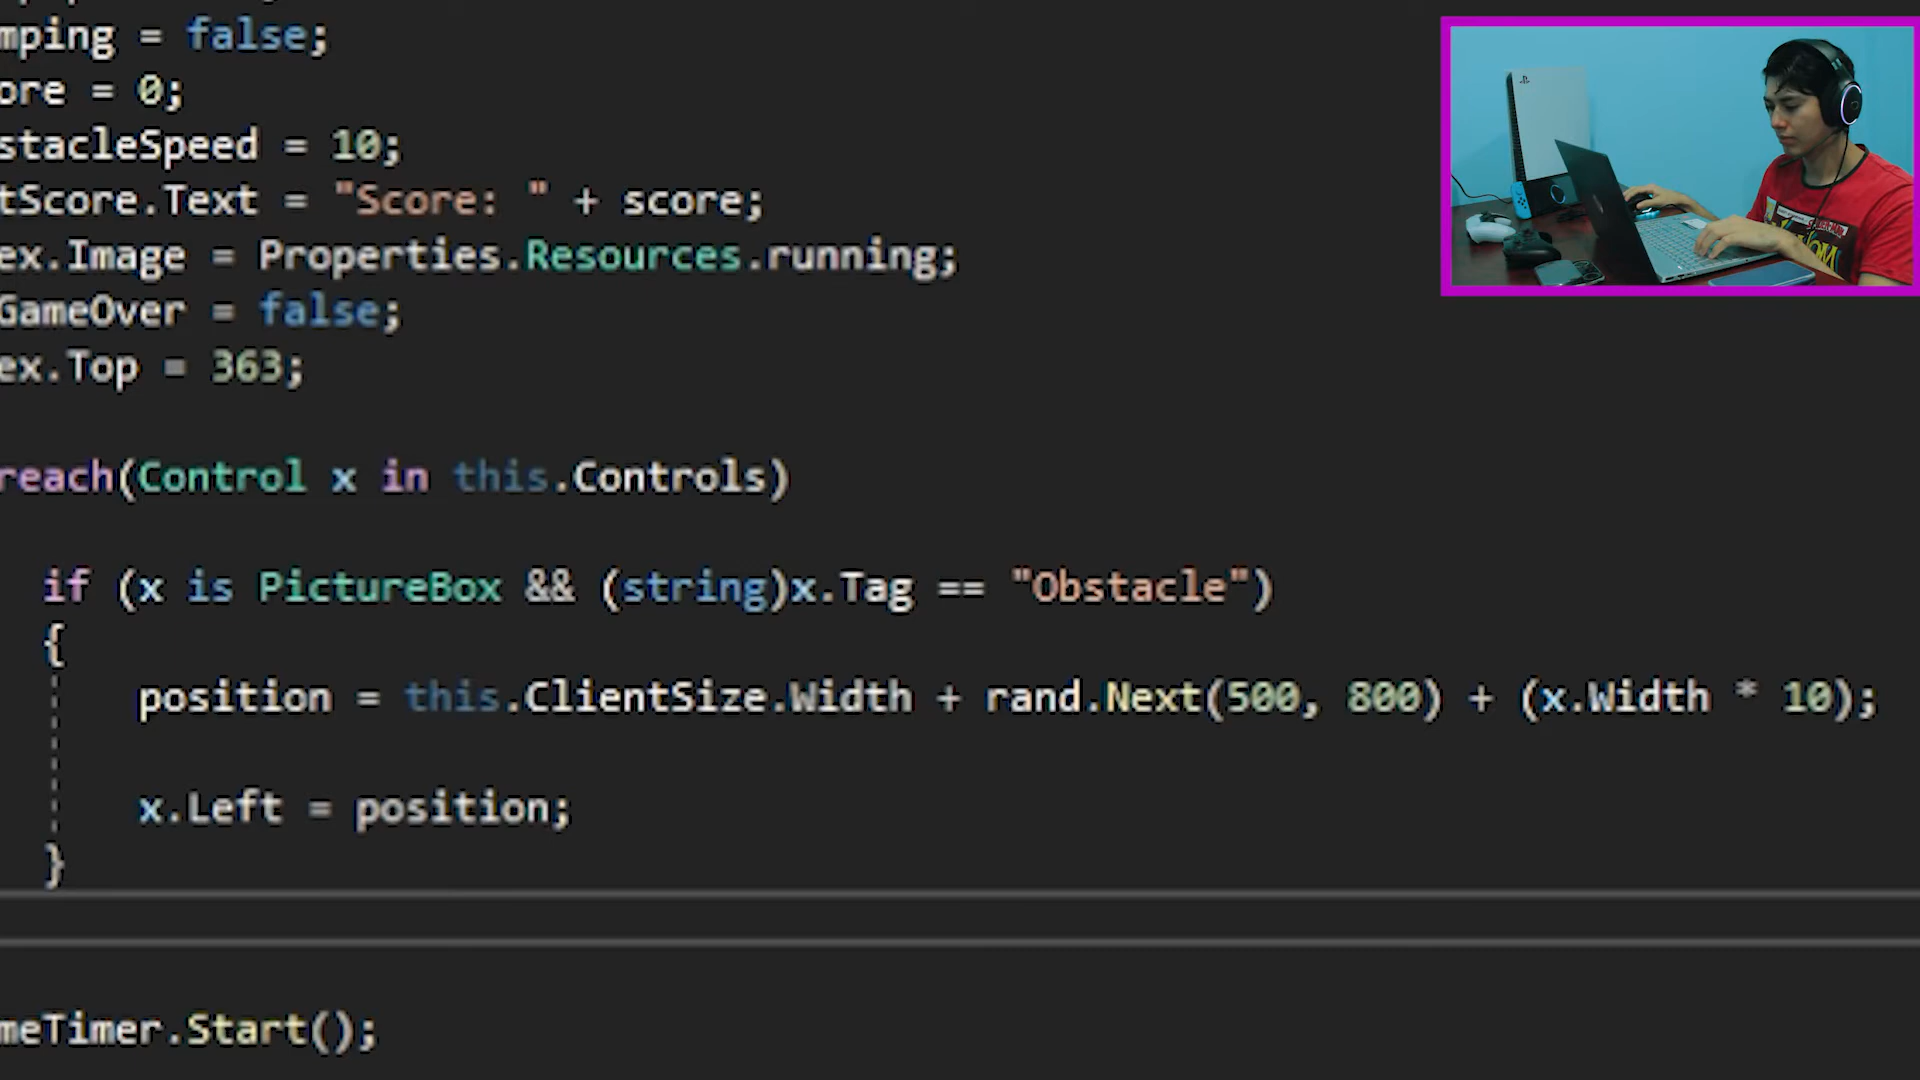 mping = false;
ore = 0;
stacleSpeed = 10;
tScore.Text = "Score: " + score;
ex.Image = Properties.Resources.running;
GameOver = false;
ex.Top = 363;
reach(Control x in this.Controls)
if (x is PictureBox && (string)x.Tag == "Obstacle")
{
position = this.ClientSize.Width + rand.Next(500, 800) + (x.Width * 10);
x.Left = position;
}
meTimer.Start();